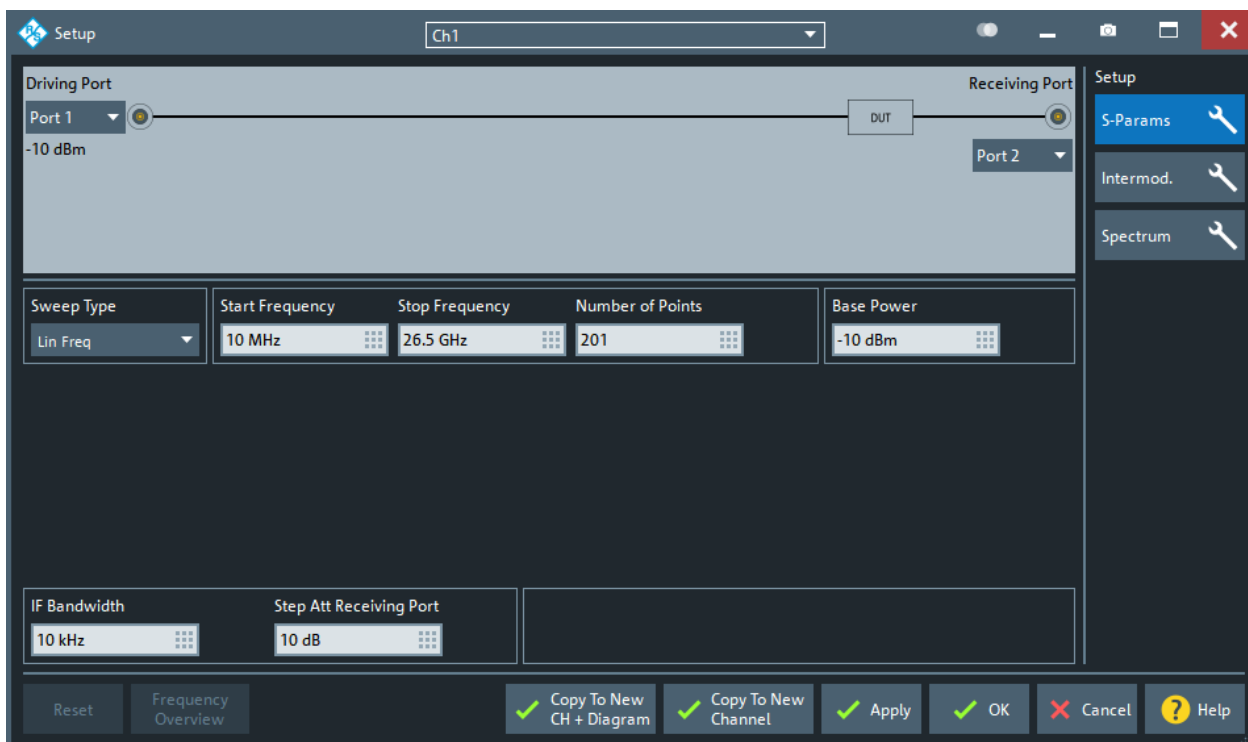 Setup
Ch1
Driving Port
Receiving Port
Port 1
DUT
-10 dBm
Port 2
Setup
S-Params
Intermod.
Spectrum
Sweep Type
Start Frequency
Stop Frequency
Number of Points
Base Power
Lin Freq
10 MHz
26.5 GHz
201
-10 dBm
IF Bandwidth
Step Att Receiving Port
10 kHz
10 dB
Reset
Frequency
Overview
Copy To New
CH + Diagram
Copy To New
Channel
Apply
OK
Cancel
? Help